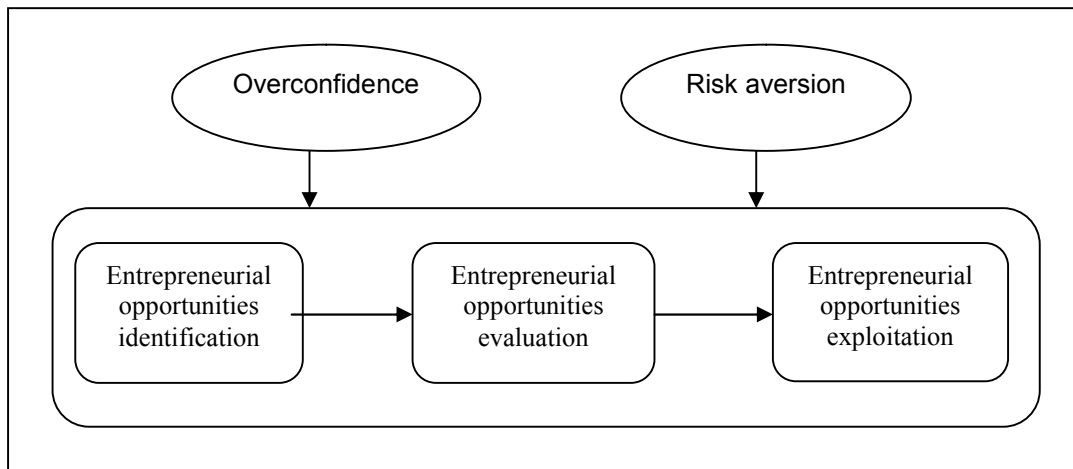 Overconfidence
Risk aversion
Entrepreneurial
opportunities
identification
Entrepreneurial
opportunities
evaluation
Entrepreneurial
opportunities
exploitation